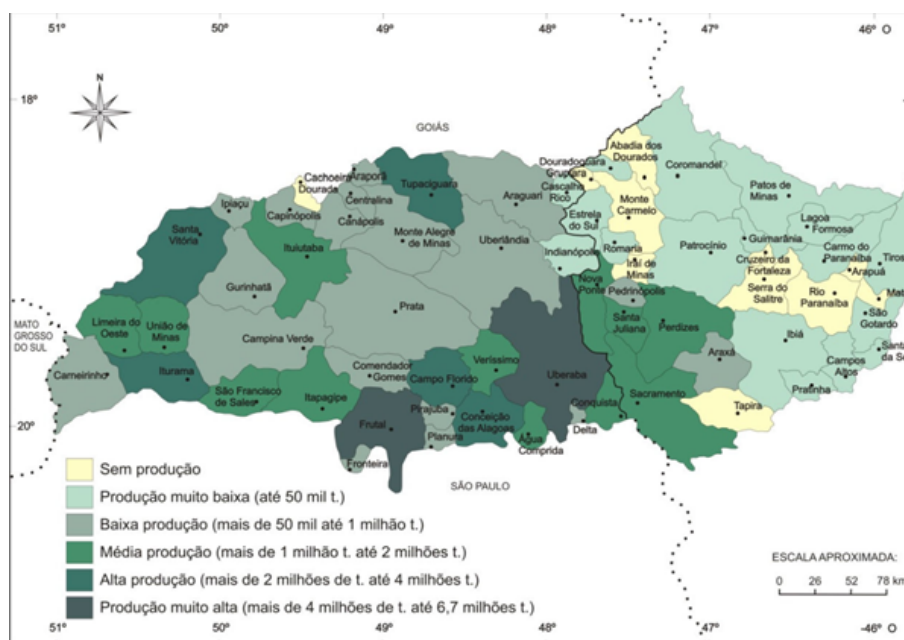 51º 50º 49º 48º 47º 46º O
N
18º
GOIÁS
Abadia dos
Dourados
Douradoquara
Grupiara
Coromandel
Cachoeira
Dourada
Araporã
Tupaciguara
Cascalho
Rico
Patos de
Minas
Ipiaçu
Capinópolis
Centralina
Canápolis
Araguari
Monte
Carmelo
Estrela
do Sul
Lagoa
Formosa
Santa
Vitória
Ituiutaba
Monte Alegre
de Minas
Uberlândia
Indianópolis
Romaria
Patrocínio
Guimarânia
Carmo do
Paranaíba
Tiros
Iraí de
Minas
Cruzeiro da
Fortaleza
Arapuá
Gurinhatã
Prata
Nova
Ponte
Pedrinópolis
Serra do
Salitre
Rio
Paranaíba
Mat
São
Gotardo
MATO
GROSSO
DO SUL
Limeira do
Oeste
União de
Minas
Santa
Juliana
Perdizes
Ibiá
Santa
da Se
Campina Verde
Carneirinho
Iturama
Comendador
Gomes
Veríssimo
Campo Florido
Uberaba
Araxá
Campos
Altos
Pratinha
São Francisco
de Sales
Itapagipe
Pirajuba
Conceição
das Alagoas
Conquista
Sacramento
Tapira
20º
Frutal
Planura
Água
Comprida
Delta
Fronteira
SÃO PAULO
Sem produção
Produção muito baixa (até 50 mil t.)
Baixa produção (mais de 50 mil até 1 milhão t.)
Média produção (mais de 1 milhão t. até 2 milhões t.)
Alta produção (mais de 2 milhões de t. até 4 milhões t.)
Produção muito alta (mais de 4 milhões de t. até 6,7 milhões t.)
ESCALA APROXIMADA:
0 26 52 78 km
51º 50º 49º 48º 47º -46º O